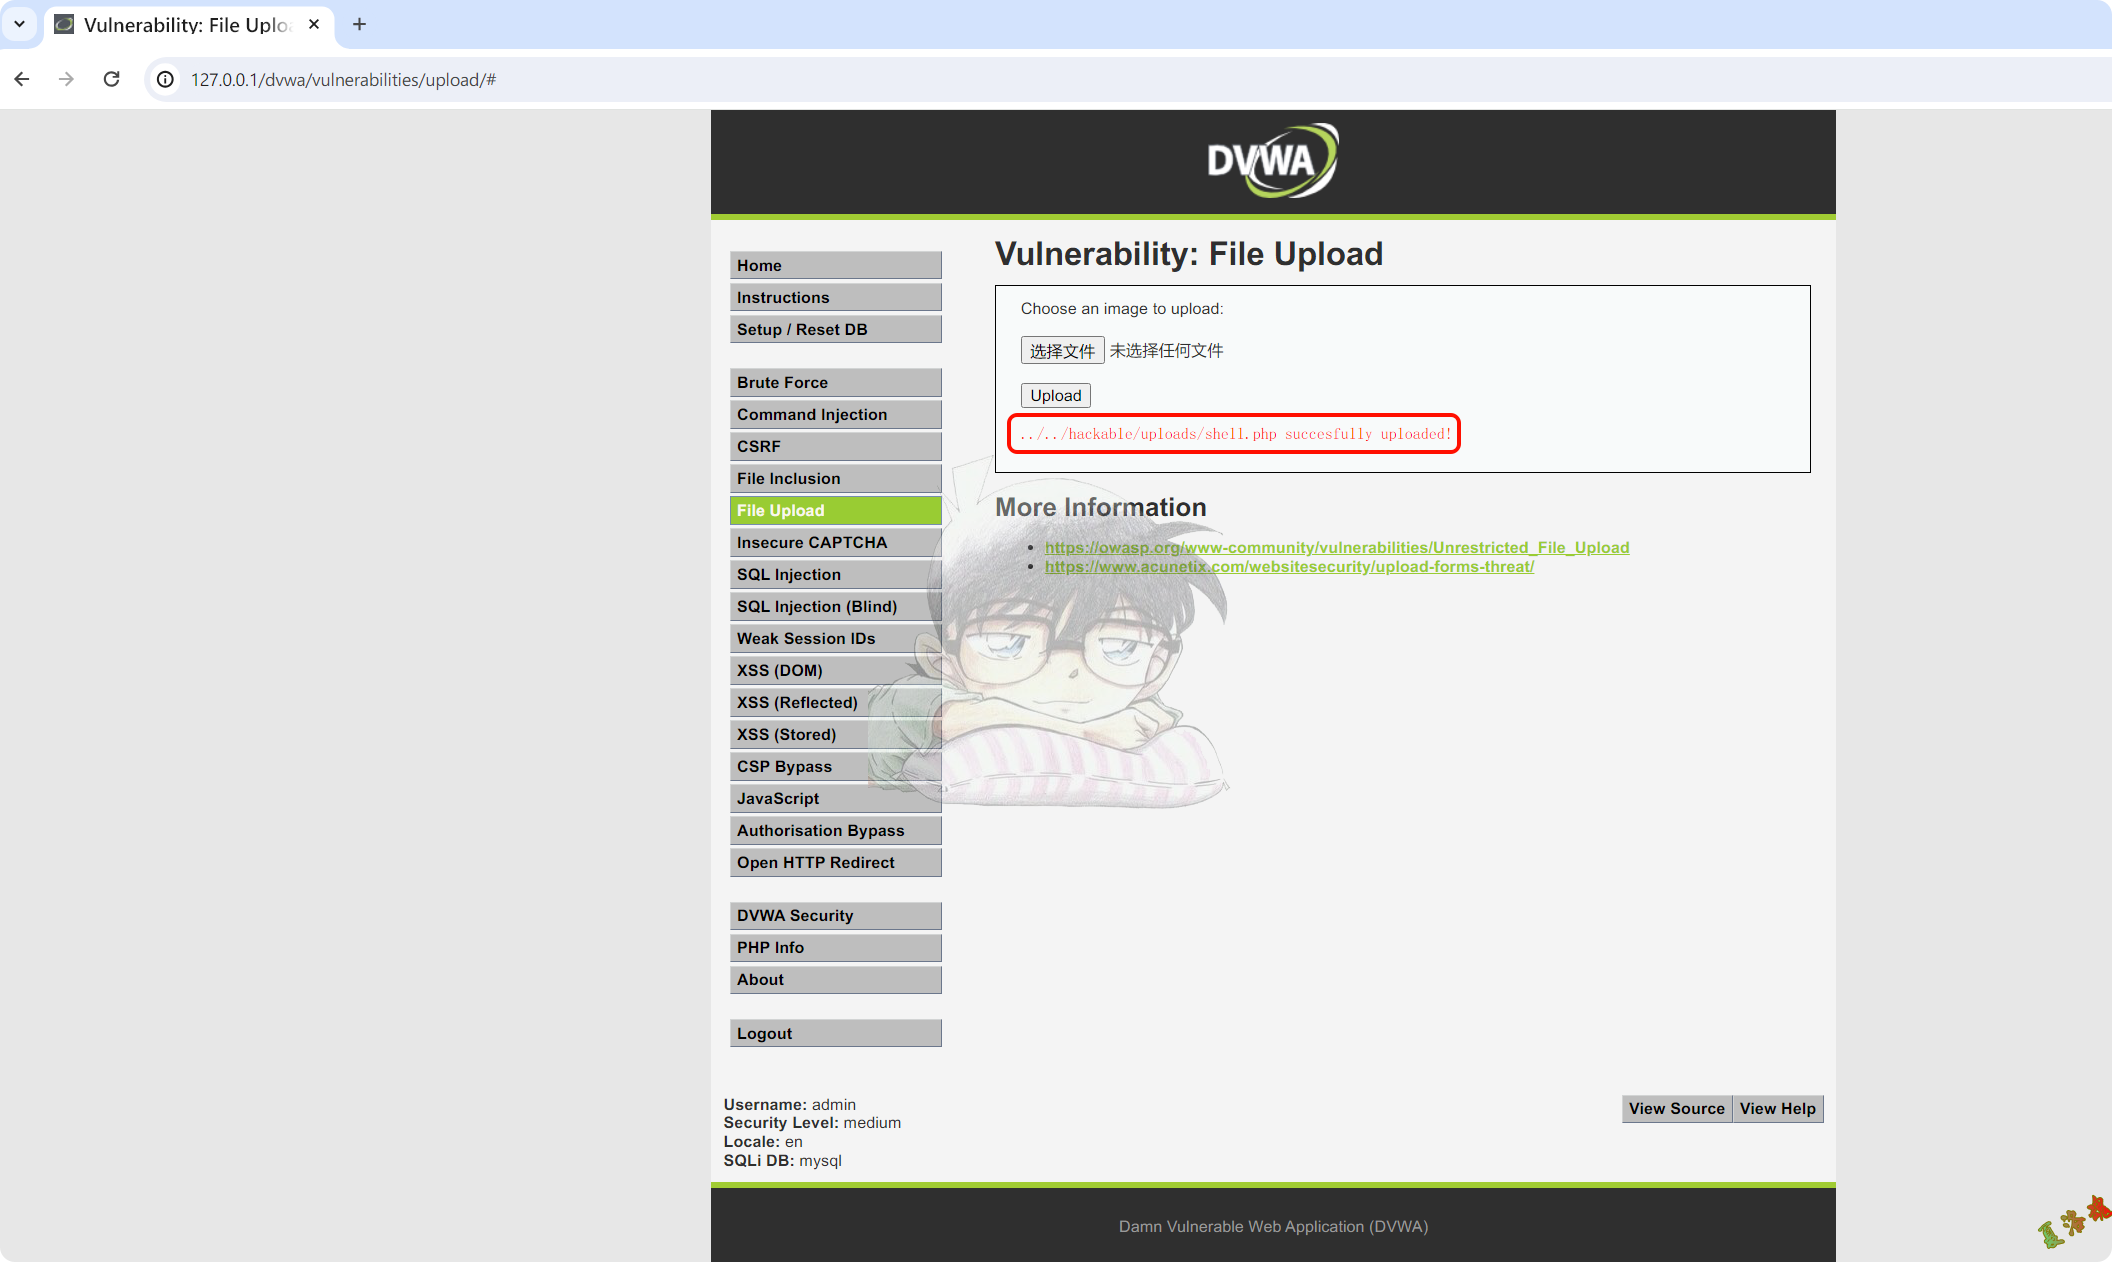 Vulnerability: File Uplo
127.0.0.1/dvwa/vulnerabilities/upload/#
DVWA
Home
Instructions
Setup / Reset DB
Brute Force
Command Injection
CSRF
File Inclusion
File Upload
Insecure CAPTCHA
SQL Injection
SQL Injection (Blind)
Weak Session IDs
XSS (DOM)
XSS (Reflected)
XSS (Stored)
CSP Bypass
JavaScript
Authorisation Bypass
Open HTTP Redirect
DVWA Security
PHP Info
About
Logout
Vulnerability: File Upload
Choose an image to upload:
选择文件 未选择任何文件
Upload
../../hackable/uploads/shell.php succesfully uploaded!
More Information
https://owasp.org/www-community/vulnerabilities/Unrestricted_File_Upload
https://www.acunetix.com/websitesecurity/upload-forms-threat/
Username: admin
Security Level: medium
Locale: en
SQLi DB: mysql
View Source View Help
Damn Vulnerable Web Application (DVWA)